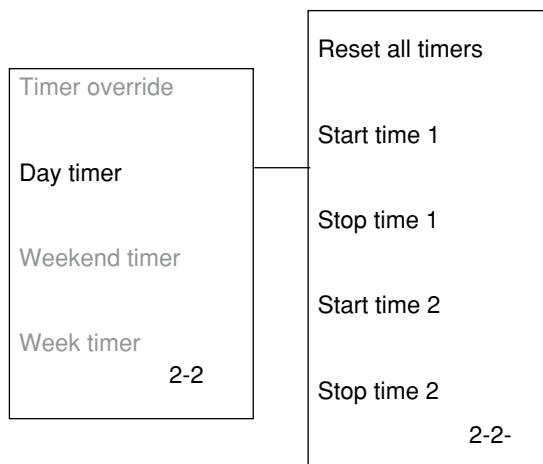 Timer override
Day timer
Weekend timer
Week timer
2-2
Reset all timers
Start time 1
Stop time 1
Start time 2
Stop time 2
2-2-